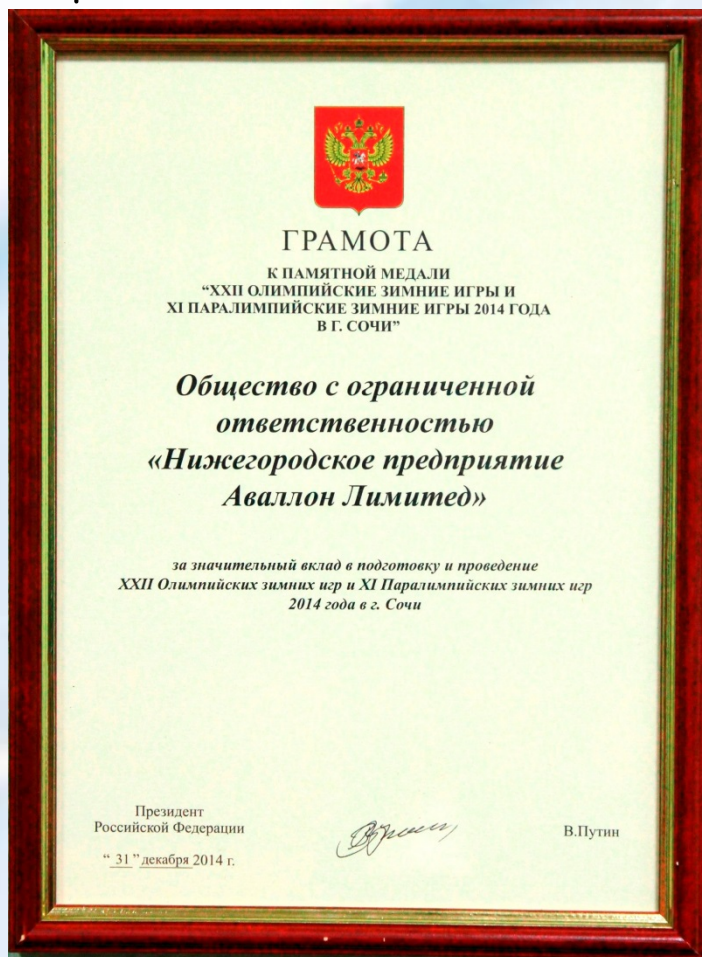 ГРАМОТА
К ПАМЯТНОЙ МЕДАЛИ
“XXII ОЛИМПИЙСКИЕ ЗИМНИЕ ИГРЫ И
XI ПАРАЛИМПИЙСКИЕ ЗИМНИЕ ИГРЫ 2014 ГОДА
В Г. СОЧИ”
Общество с ограниченной
ответственностью
«Нижегородское предприятие
Аваллон Лимитед»
за значительный вклад в подготовку и проведение
XXII Олимпийских зимних игр и XI Паралимпийских зимних игр
2014 года в г. Сочи
Президент
Российской Федерации
В.Путин
“ 31 ” декабря 2014 г.